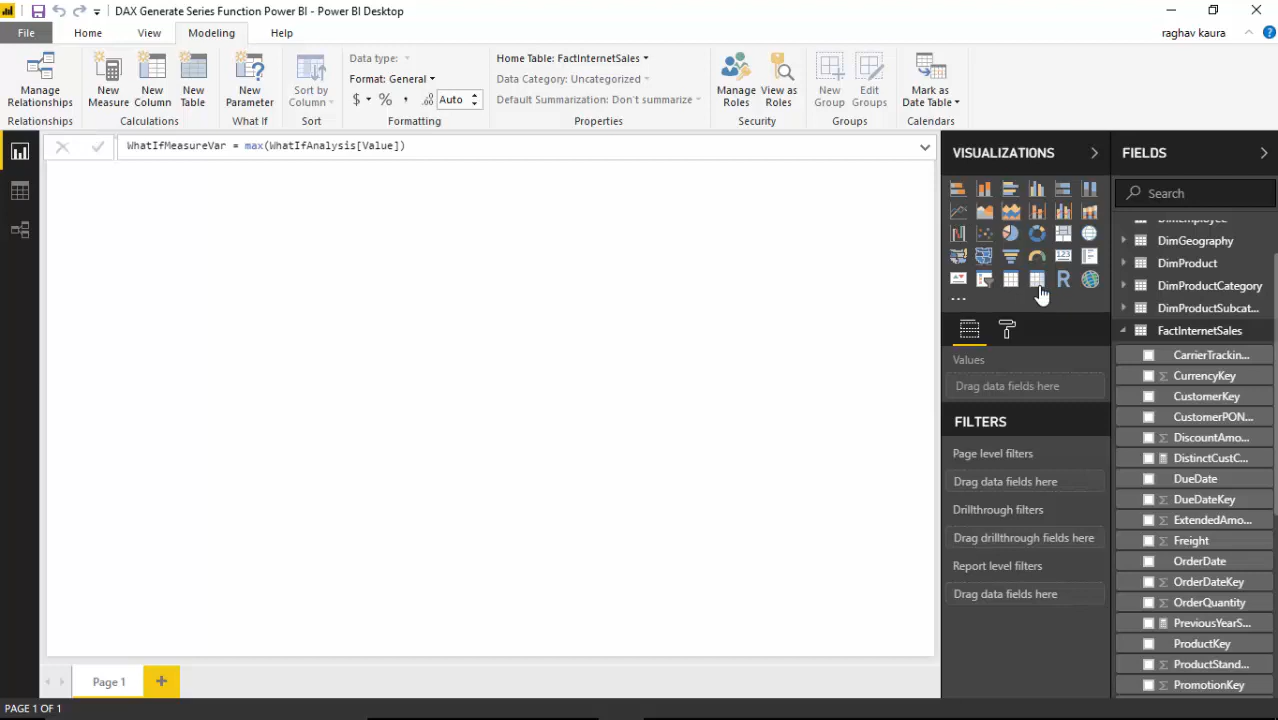 DAX Generate Series Function Power BI - Power BI Desktop
File
Home
View
Modeling
Help
raghav kaura
Manage
Relationships
New
Measure
New
Column
New
Table
New
Parameter
Sort by
Column
Data type:
Format: General
$ % , .00 Auto
Home Table: FactInternetSales
Data Category: Uncategorized
Default Summarization: Don't summarize
Manage
Roles
View as
Roles
New
Group
Edit
Groups
Mark as
Date Table
Relationships
Calculations
What If
Sort
Formatting
Properties
Security
Groups
Calendars
WhatIfMeasureVar = max(WhatIfAnalysis[Value])
VISUALIZATIONS
123
R
Values
Drag data fields here
FILTERS
Page level filters
Drag data fields here
Drillthrough filters
Drag drillthrough fields here
Report level filters
Drag data fields here
FIELDS
Search
DimEmployee
DimGeography
DimProduct
DimProductCategory
DimProductSubcat...
FactInternetSales
CarrierTrackin...
CurrencyKey
CustomerKey
CustomerPON...
DiscountAmo...
DistinctCustC...
DueDate
DueDateKey
ExtendedAmo...
Freight
OrderDate
OrderDateKey
OrderQuantity
PreviousYearS...
ProductKey
ProductStand...
PromotionKey
Page 1
PAGE 1 OF 1